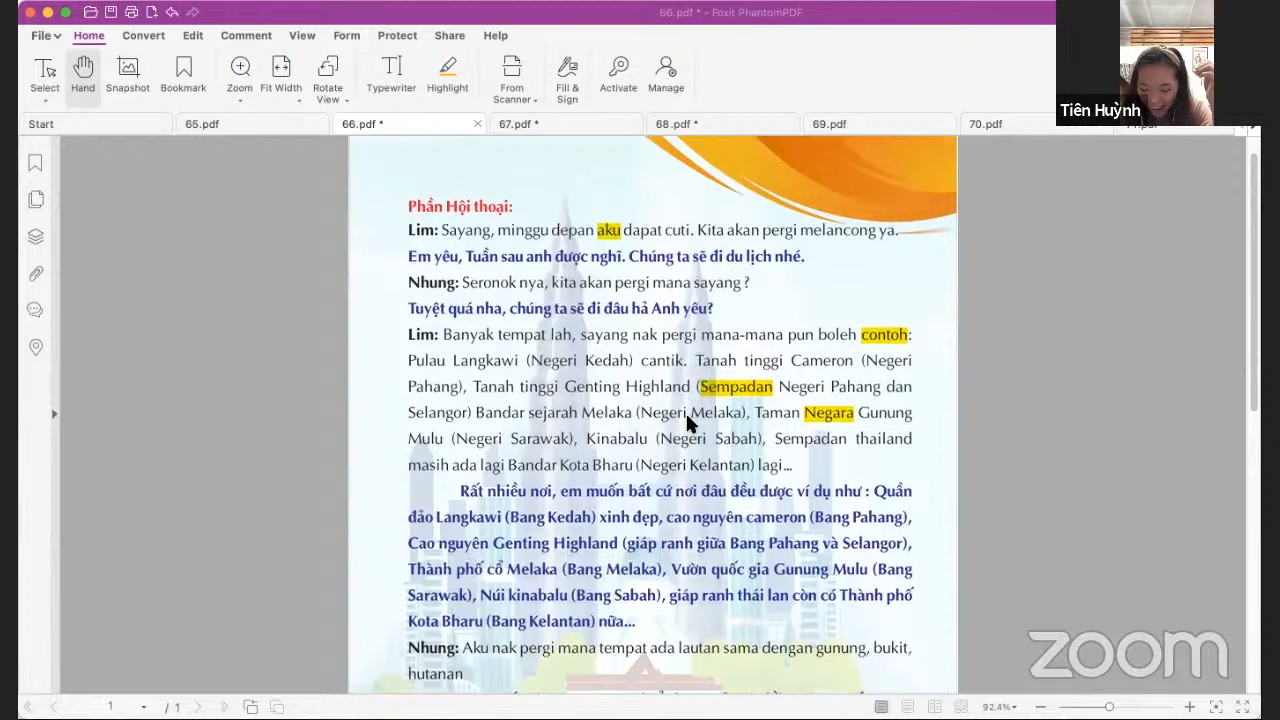 66.pdf * - Foxit PhantomPDF
File Home Convert Edit Comment View Form Protect Share Help
Select Hand Snapshot Bookmark Zoom Fit Width Rotate View Typewriter Highlight From Scanner Fill & Sign Activate Manage
Tiên Huỳnh
Start 65.pdf 66.pdf * 67.pdf * 68.pdf * 69.pdf 70.pdf
Phần Hội thoại:
Lim: Sayang, minggu depan aku dapat cuti. Kita akan pergi melancong ya.
Em yêu, Tuần sau anh được nghĩ. Chúng ta sẽ đi du lịch nhé.
Nhung: Seronok nya, kita akan pergi mana sayang ?
Tuyệt quá nha, chúng ta sẽ đi đâu hả Anh yêu?
Lim: Banyak tempat lah, sayang nak pergi mana-mana pun boleh contoh:
Pulau Langkawi (Negeri Kedah) cantik. Tanah tinggi Cameron (Negeri
Pahang), Tanah tinggi Genting Highland (Sempadan Negeri Pahang dan
Selangor) Bandar sejarah Melaka (Negeri Melaka), Taman Negara Gunung
Mulu (Negeri Sarawak), Kinabalu (Negeri Sabah), Sempadan thailand
masih ada lagi Bandar Kota Bharu (Negeri Kelantan) lagi...
Rất nhiều nơi, em muốn bất cứ nơi đâu đều được ví dụ như : Quần
đảo Langkawi (Bang Kedah) xinh đẹp, cao nguyên cameron (Bang Pahang),
Cao nguyên Genting Highland (giáp ranh giữa Bang Pahang và Selangor),
Thành phố cổ Melaka (Bang Melaka), Vườn quốc gia Gunung Mulu (Bang
Sarawak), Núi kinabalu (Bang Sabah), giáp ranh thái lan còn có Thành phố
Kota Bharu (Bang Kelantan) nữa...
Nhung: Aku nak pergi mana tempat ada lautan sama dengan gunung, bukit,
hutanan
zoom
1 / 1 92.4%